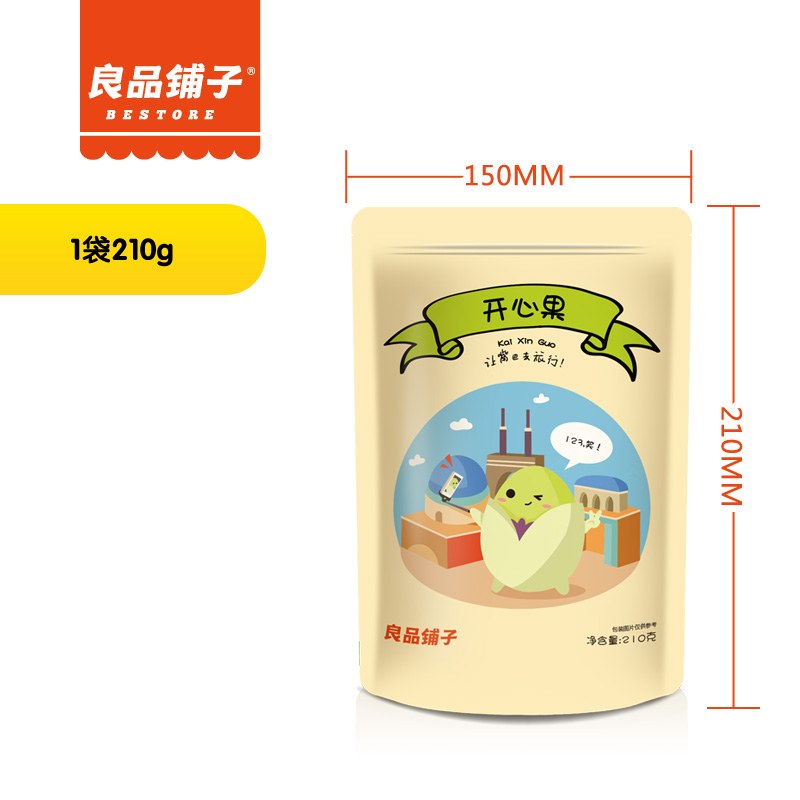 良品铺子®
BESTORE
1袋210g
150MM
210MM
开心果
Kai Xin Guo
让嘴巴去旅行!
123,笑!
良品铺子
包装图片仅供参考
净含量:210克